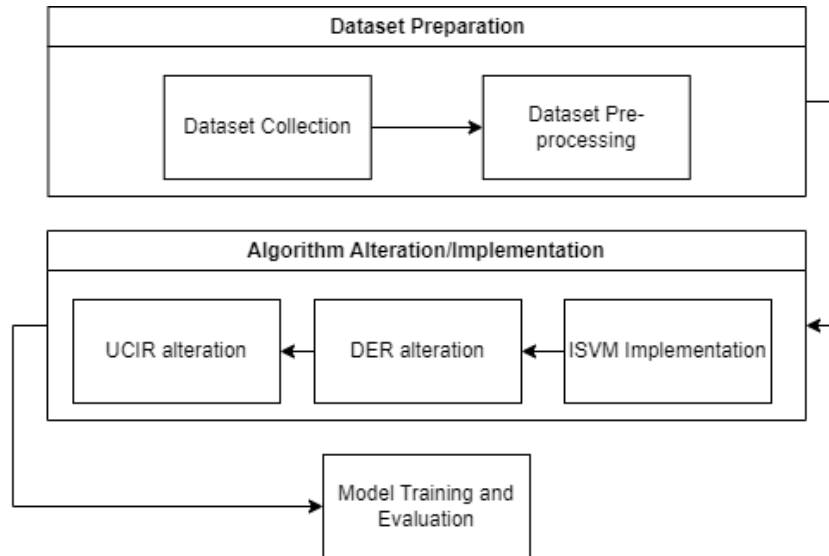 Dataset Preparation
Dataset Collection
Dataset Pre-
processing
Algorithm Alteration/Implementation
UCIR alteration
DER alteration
ISVM Implementation
Model Training and
Evaluation